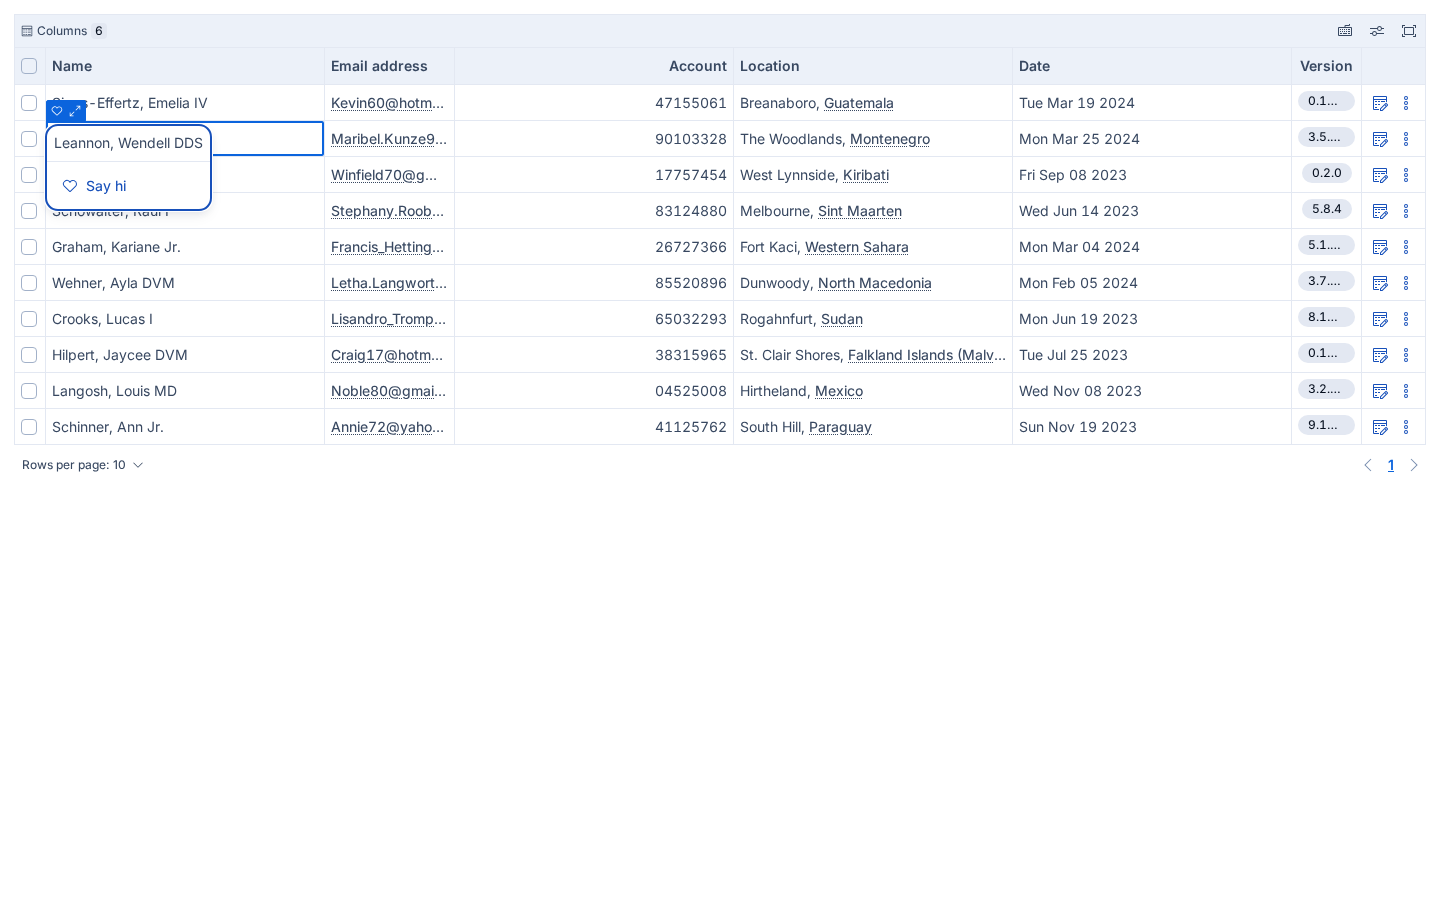 Columns 6
Name Email address Account Location Date Version
-Effertz, Emelia IV Kevin60@hotm... 47155061 Breanaboro, Guatemala Tue Mar 19 2024 0.1....
Leannon, Wendell DDS Maribel.Kunze9... 90103328 The Woodlands, Montenegro Mon Mar 25 2024 3.5....
Winfield70@g... 17757454 West Lynnside, Kiribati Fri Sep 08 2023 0.2.0
Say hi
Stephany.Roob... 83124880 Melbourne, Sint Maarten Wed Jun 14 2023 5.8.4
Graham, Kariane Jr. Francis_Hetting... 26727366 Fort Kaci, Western Sahara Mon Mar 04 2024 5.1....
Wehner, Ayla DVM Letha.Langwort... 85520896 Dunwoody, North Macedonia Mon Feb 05 2024 3.7....
Crooks, Lucas I Lisandro_Tromp... 65032293 Rogahnfurt, Sudan Mon Jun 19 2023 8.1....
Hilpert, Jaycee DVM Craig17@hotm... 38315965 St. Clair Shores, Falkland Islands (Malv... Tue Jul 25 2023 0.1....
Langosh, Louis MD Noble80@gmai... 04525008 Hirtheland, Mexico Wed Nov 08 2023 3.2....
Schinner, Ann Jr. Annie72@yaho... 41125762 South Hill, Paraguay Sun Nov 19 2023 9.1....
Rows per page: 10 1